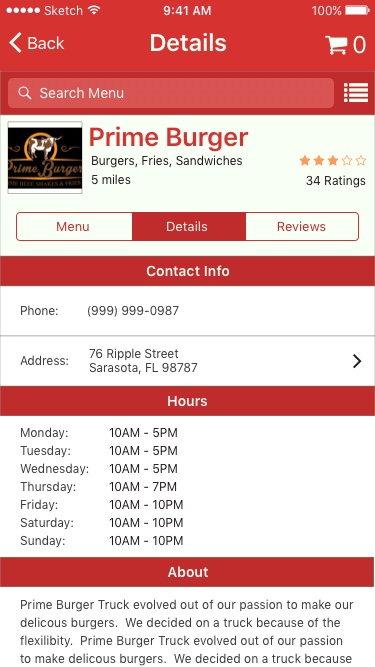 Sketch 9:41 AM 100%
Back Details 0
Search Menu
Prime Burger
Prime Burger
Burgers, Fries, Sandwiches
5 miles 34 Ratings
Menu Details Reviews
Contact Info
Phone: (999) 999-0987
Address: 76 Ripple Street
Sarasota, FL 98787
Hours
Monday: 10AM - 5PM
Tuesday: 10AM - 5PM
Wednesday: 10AM - 5PM
Thursday: 10AM - 7PM
Friday: 10AM - 10PM
Saturday: 10AM - 10PM
Sunday: 10AM - 10PM
About
Prime Burger Truck evolved out of our passion to make our
delicous burgers. We decided on a truck because of the
flexilibity. Prime Burger Truck evolved out of our passion
to make delicous burgers. We decided on a truck because